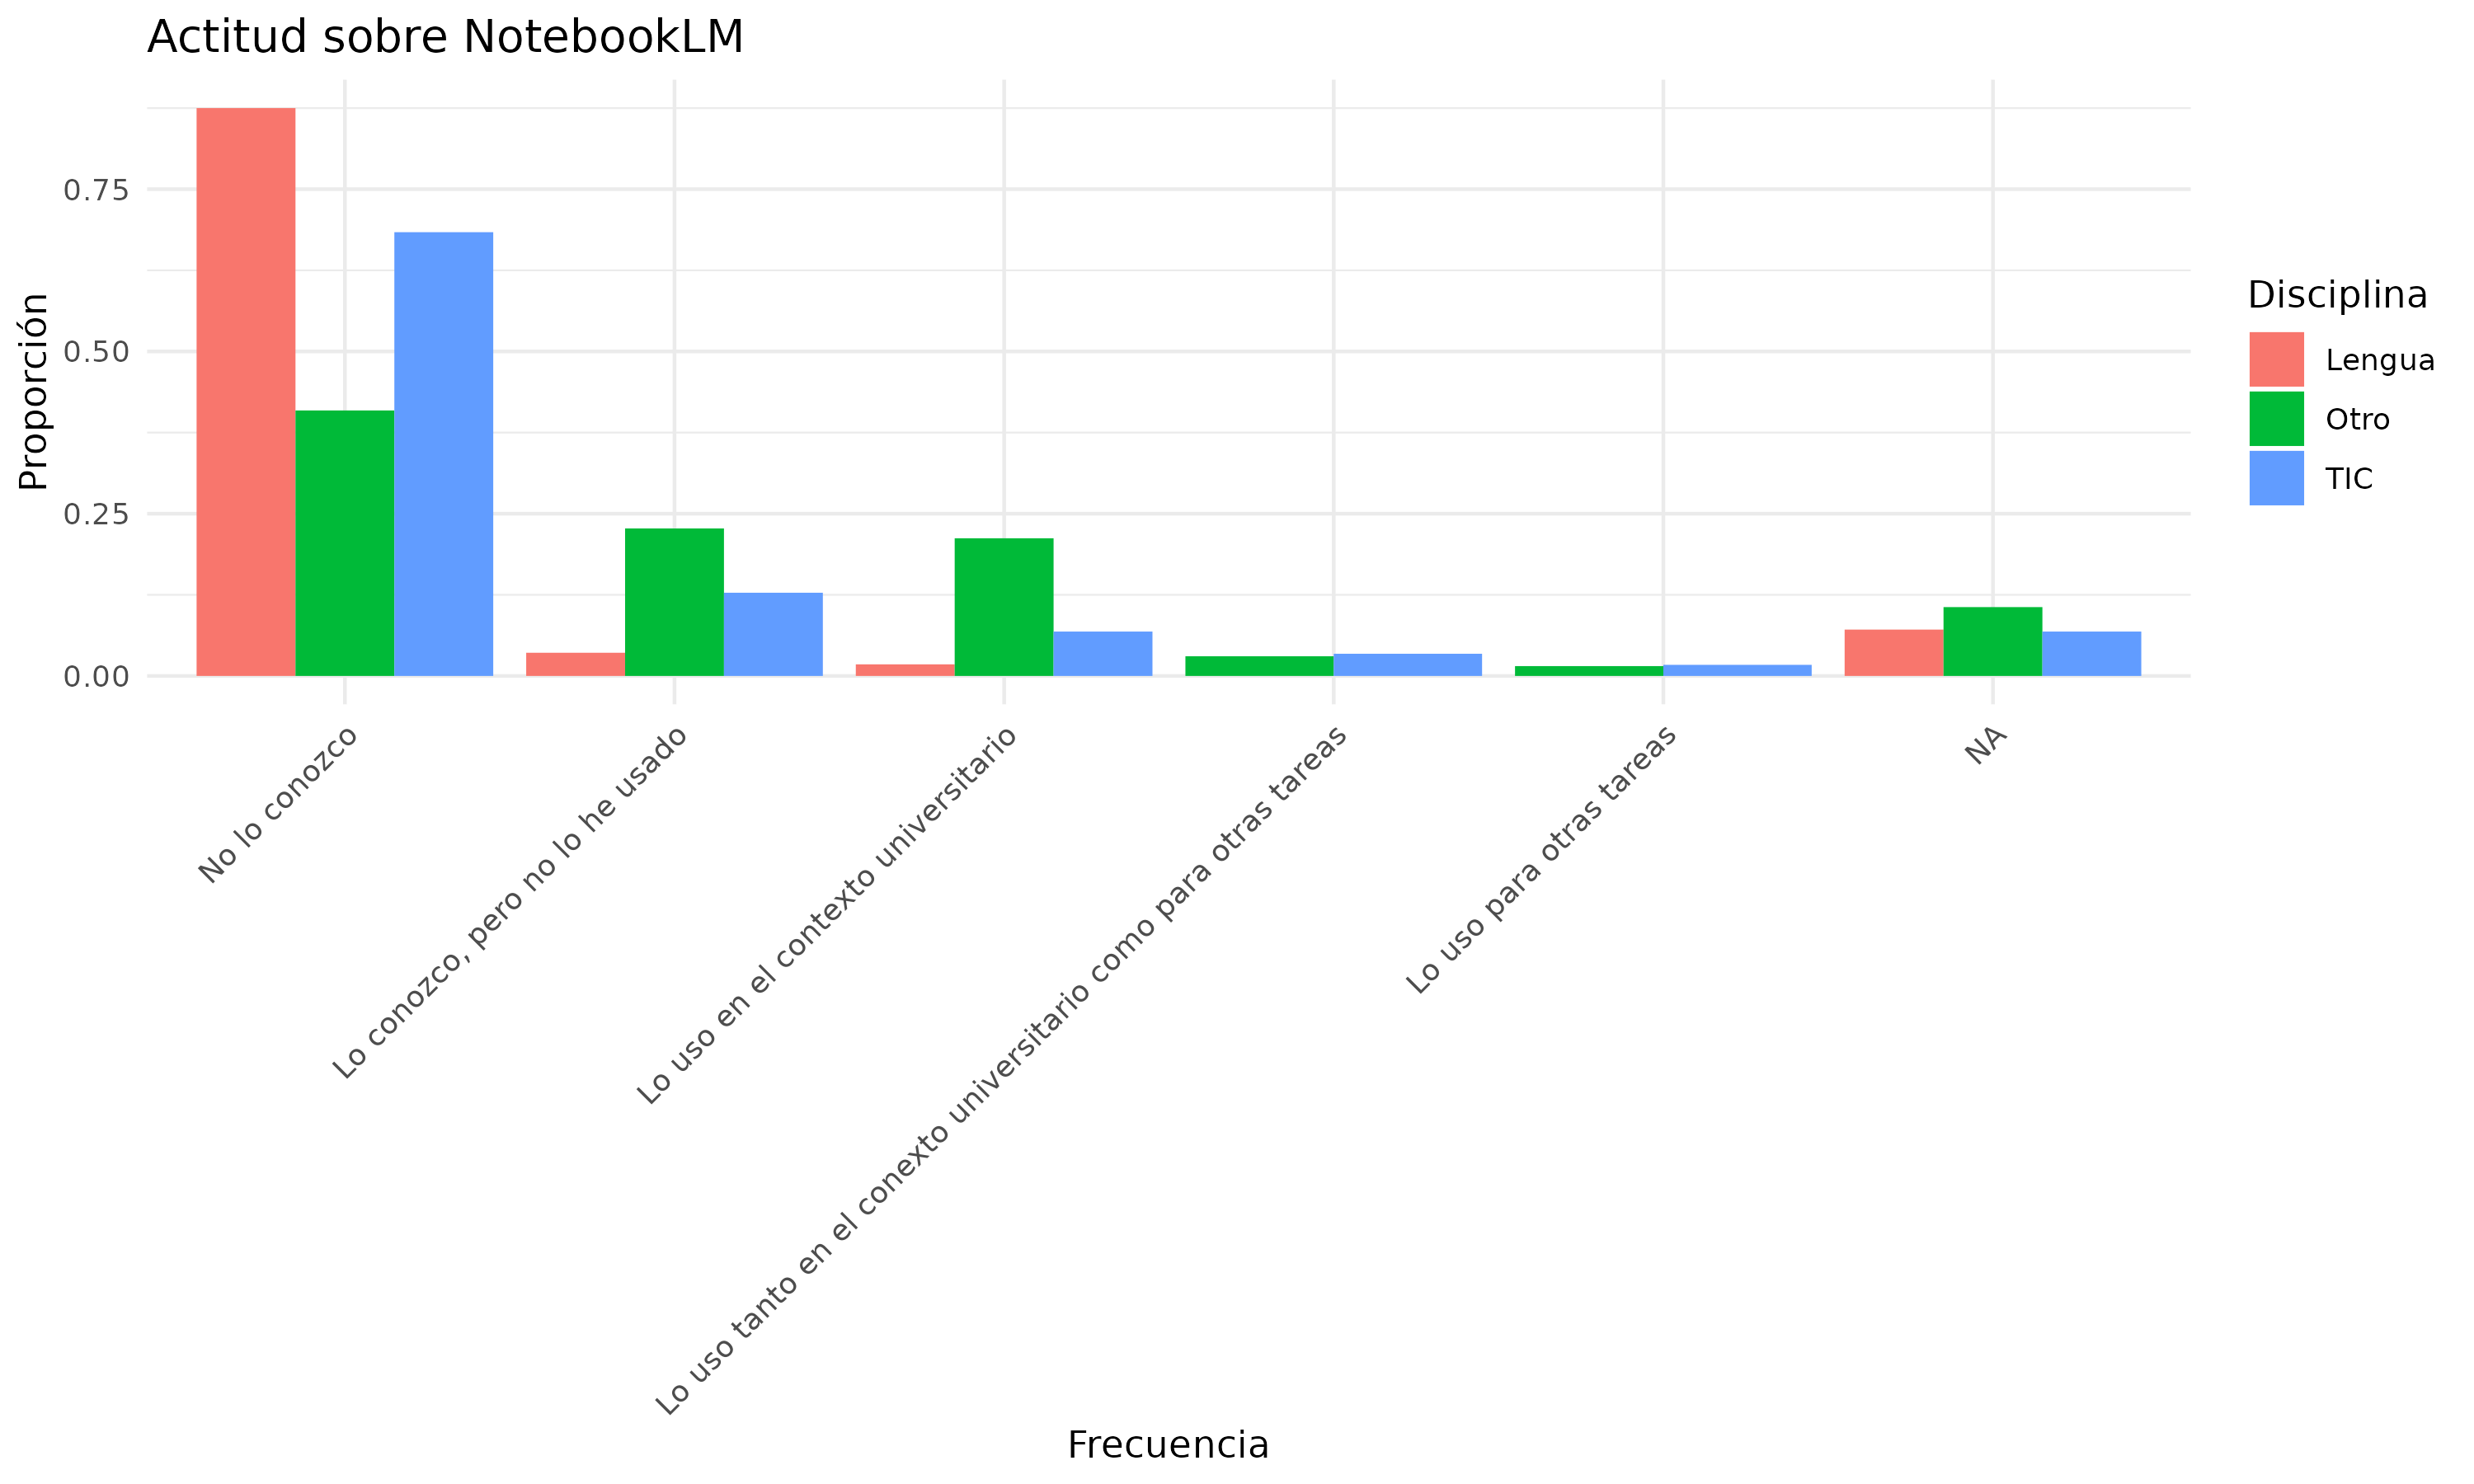 Actitud sobre NotebookLM
Proporción
0.75
0.50
0.25
0.00
No lo conozco
Lo conozco, pero no lo he usado
Lo uso en el contexto universitario
Lo uso tanto en el conexto universitario como para otras tareas
Lo uso para otras tareas
NA
Frecuencia
Disciplina
Lengua
Otro
TIC